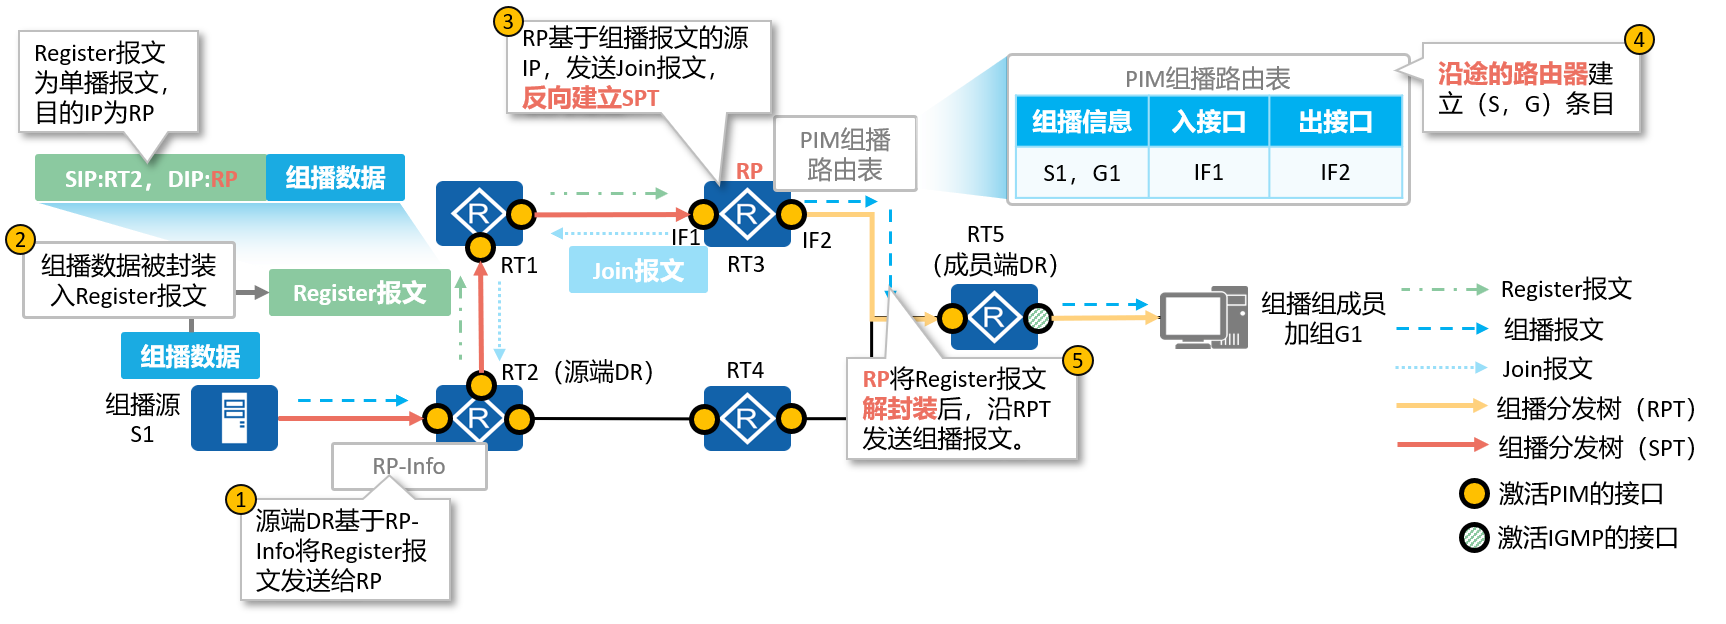 Register报文
为单播报文，
目的IP为RP
SIP:RT2，DIP:RP
组播数据
2
组播数据被封装
入Register报文
Register报文
组播数据
组播源
S1
RP-Info
1
源端DR基于RP-
Info将Register报
文发送给RP
3
RP基于组播报文的源
IP，发送Join报文，
反向建立SPT
RP
PIM组播
路由表
R
RT1
IF1
R
RT3
IF2
Join报文
R
RT2（源端DR）
RT4
R
PIM组播路由表
组播信息
入接口
出接口
S1，G1
IF1
IF2
4
沿途的路由器建
立（S，G）条目
RT5
（成员端DR）
R
组播组成员
加组G1
5
RP将Register报文
解封装后，沿RPT
发送组播报文。
Register报文
组播报文
Join报文
组播分发树（RPT）
组播分发树（SPT）
激活PIM的接口
激活IGMP的接口